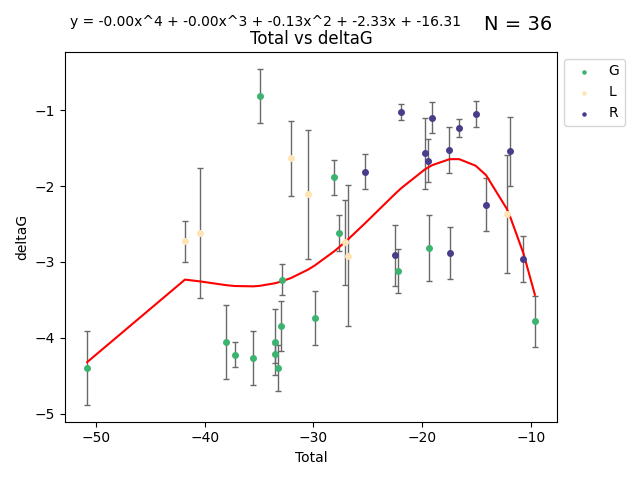 y = -0.00x^4 + -0.00x^3 + -0.13x^2 + -2.33x + -16.31
N = 36
Total vs deltaG
G
L
R
deltaG
−1
−2
−3
−4
−5
−50
−40
−30
−20
−10
Total